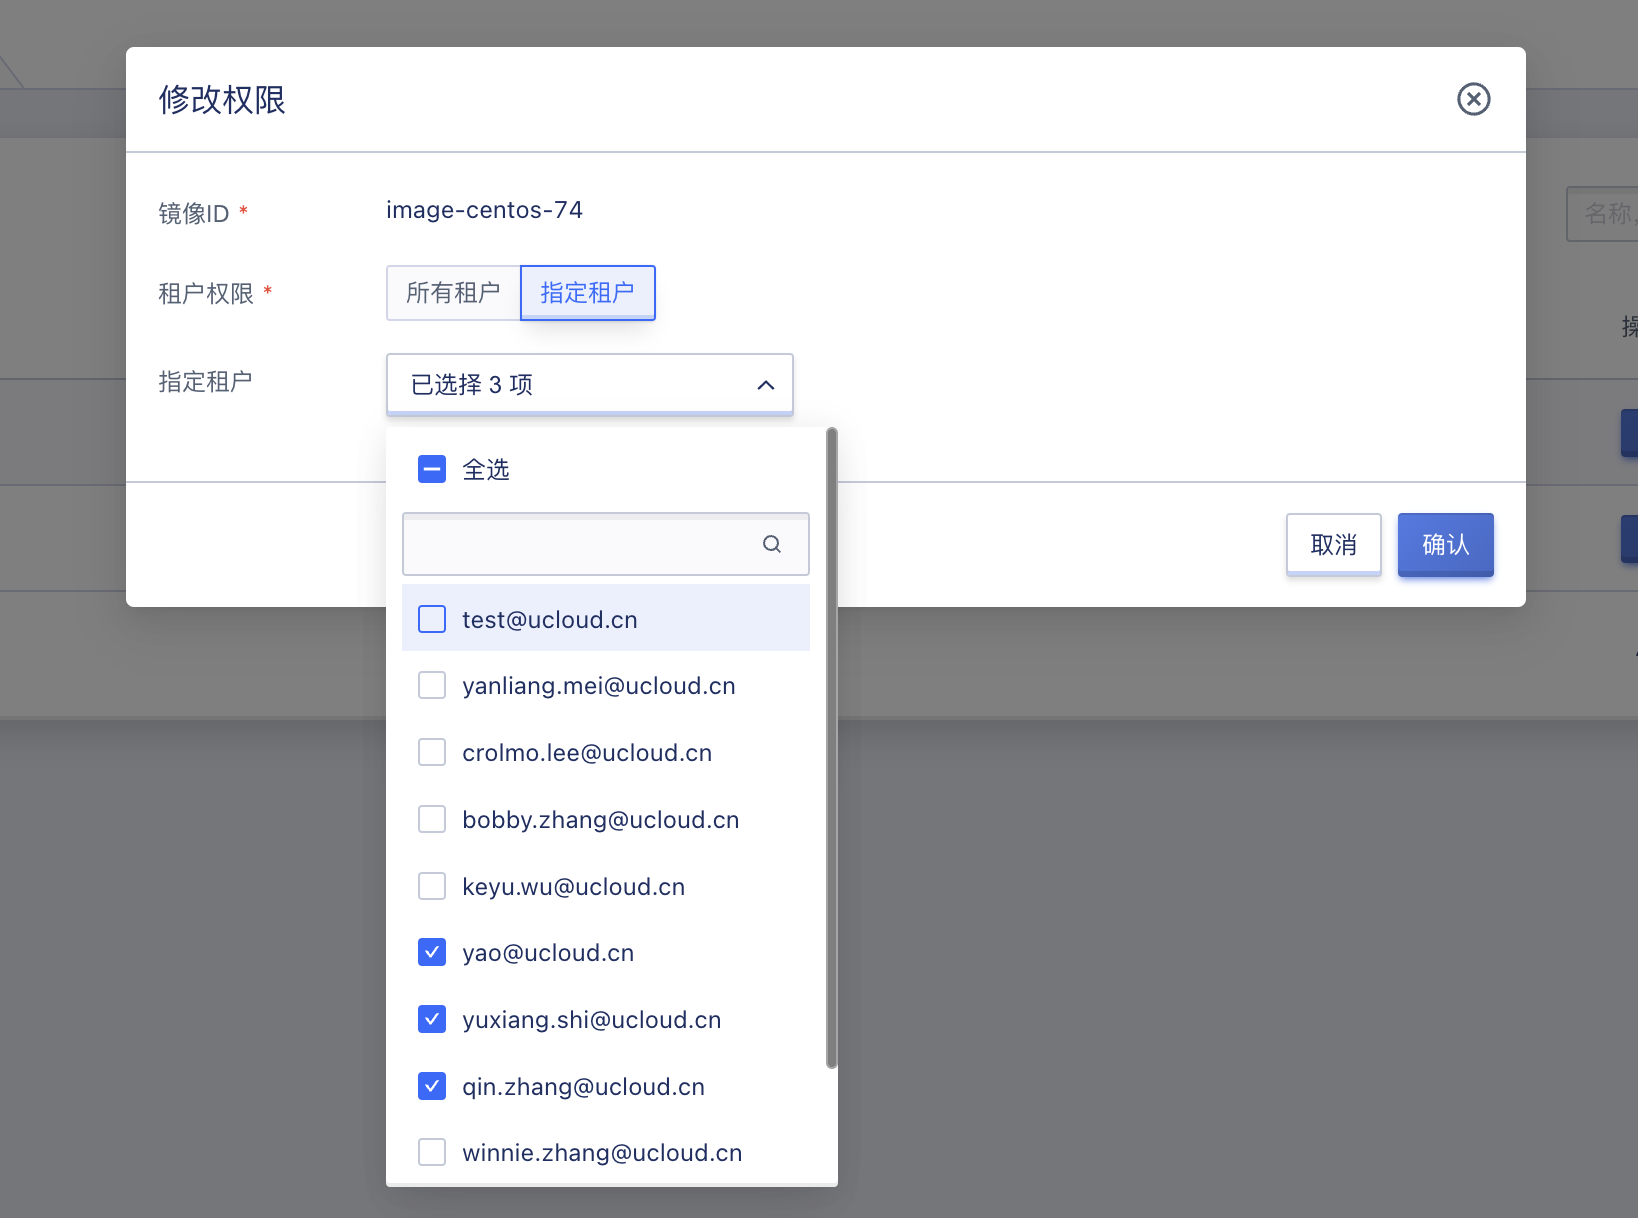 修改权限
镜像ID *
image-centos-74
租户权限 *
所有租户
指定租户
指定租户
已选择 3 项
全选
test@ucloud.cn
yanliang.mei@ucloud.cn
crolmo.lee@ucloud.cn
bobby.zhang@ucloud.cn
keyu.wu@ucloud.cn
yao@ucloud.cn
yuxiang.shi@ucloud.cn
qin.zhang@ucloud.cn
winnie.zhang@ucloud.cn
取消
确认
名称,
操